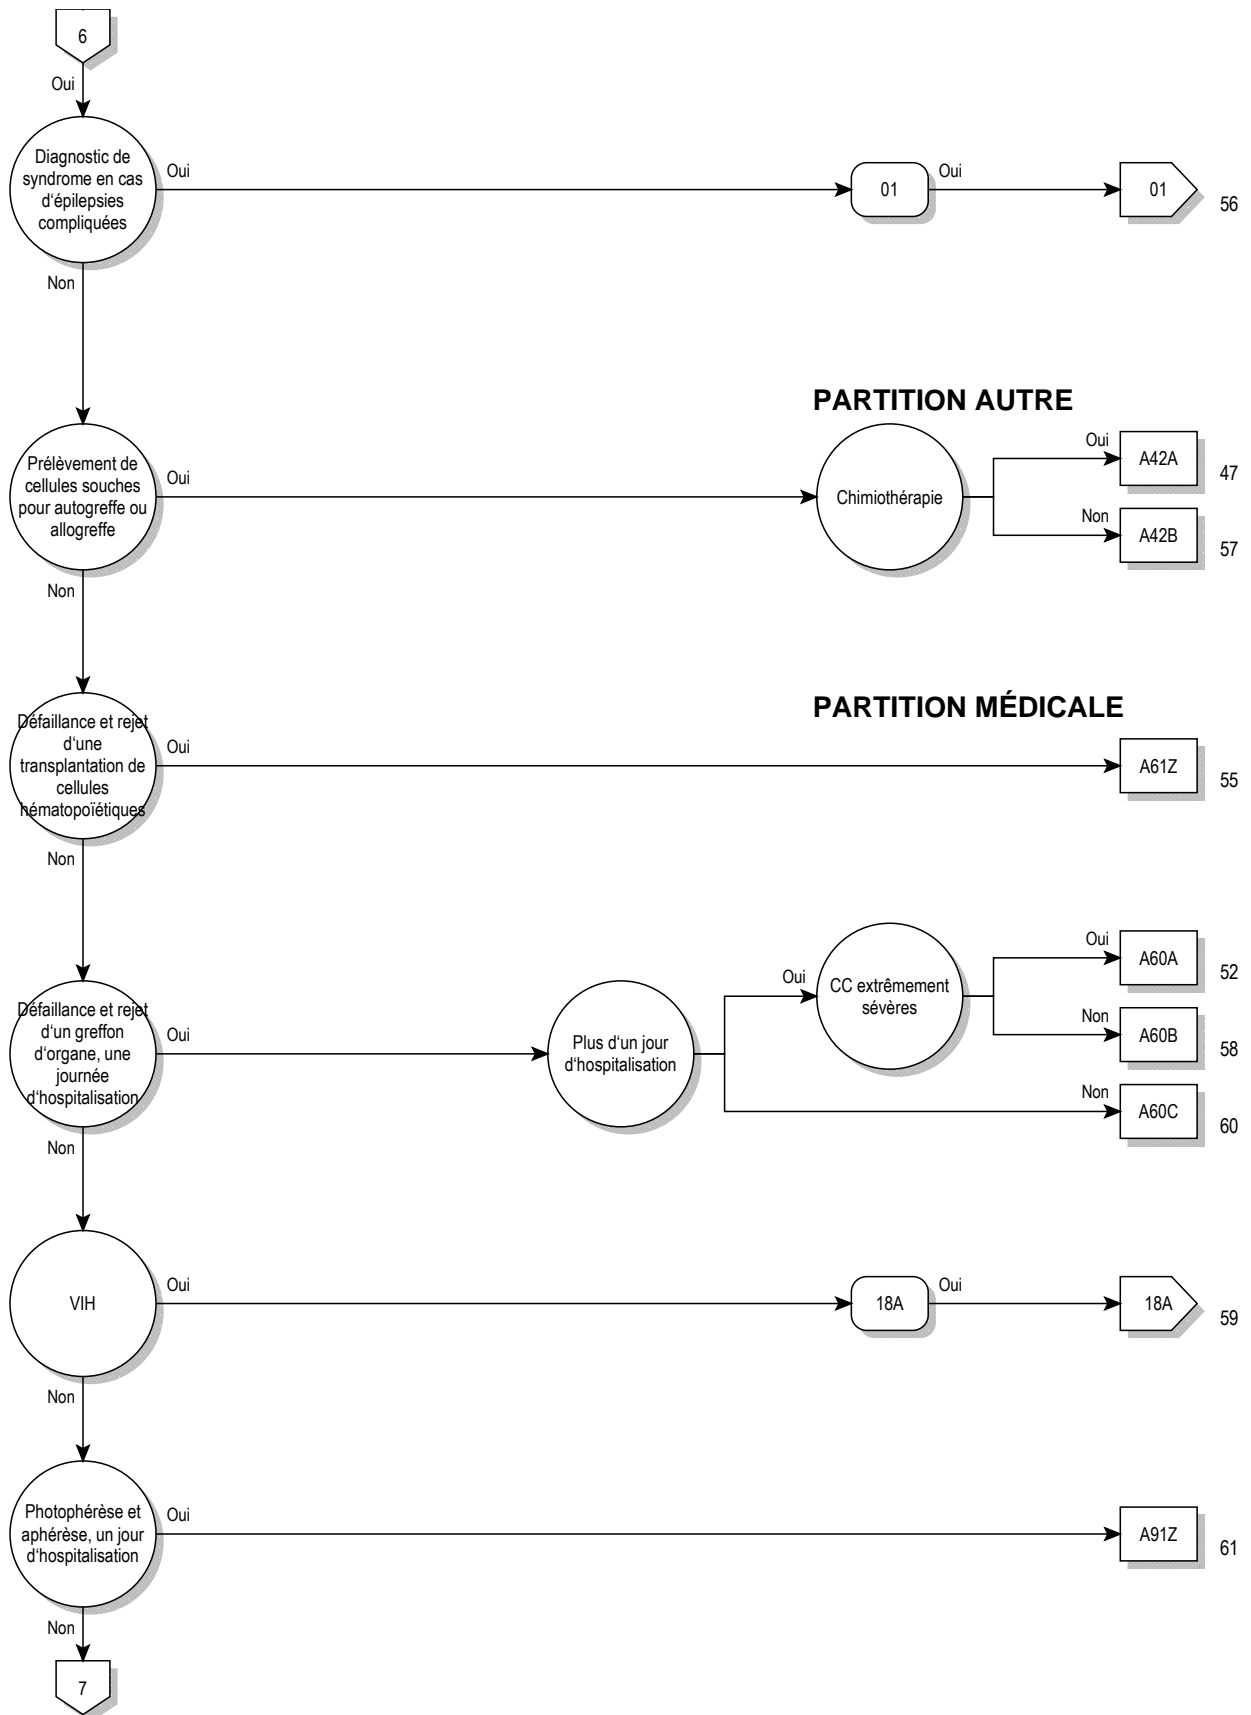 6
Oui
Diagnostic de
syndrome en cas
d‘épilepsies
compliquées
Oui
01
Oui
01
56
Non
PARTITION AUTRE
Prélèvement de
cellules souches
pour autogreffe ou
allogreffe
Oui
Chimiothérapie
Oui
A42A
47
Non
A42B
57
Non
PARTITION MÉDICALE
Défaillance et rejet
d‘une
transplantation de
cellules
hématopoïétiques
Oui
A61Z
55
Non
Défaillance et rejet
d‘un greffon
d‘organe, une
journée
d‘hospitalisation
Oui
Plus d‘un jour
d‘hospitalisation
Oui
CC extrêmement
sévères
Oui
A60A
52
Non
A60B
58
Non
A60C
60
Non
VIH
Oui
18A
Oui
18A
59
Non
Photophérèse et
aphérèse, un jour
d‘hospitalisation
Oui
A91Z
61
Non
7